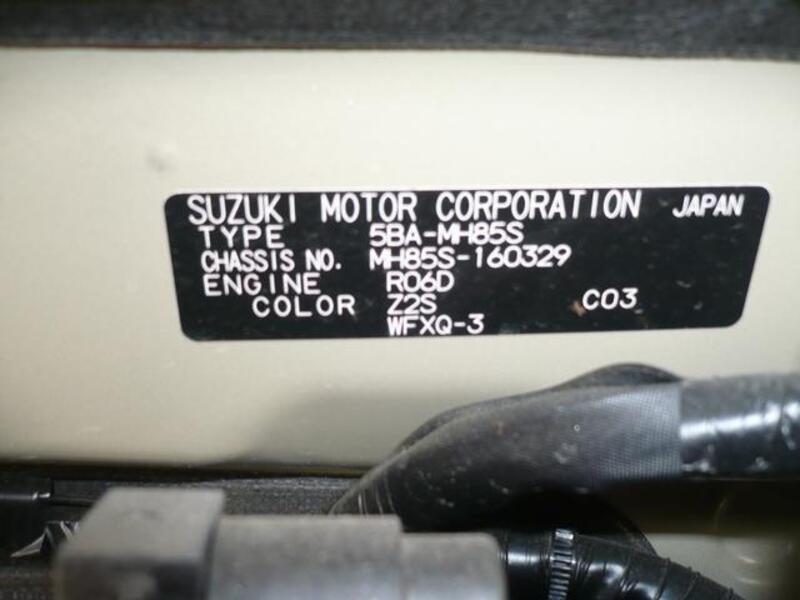 SUZUKI MOTOR CORPORATION JAPAN
TYPE 5BA-MH85S
CHASSIS NO. MH85S-160329
ENGINE R06D
COLOR Z2S C03
WFXQ-3